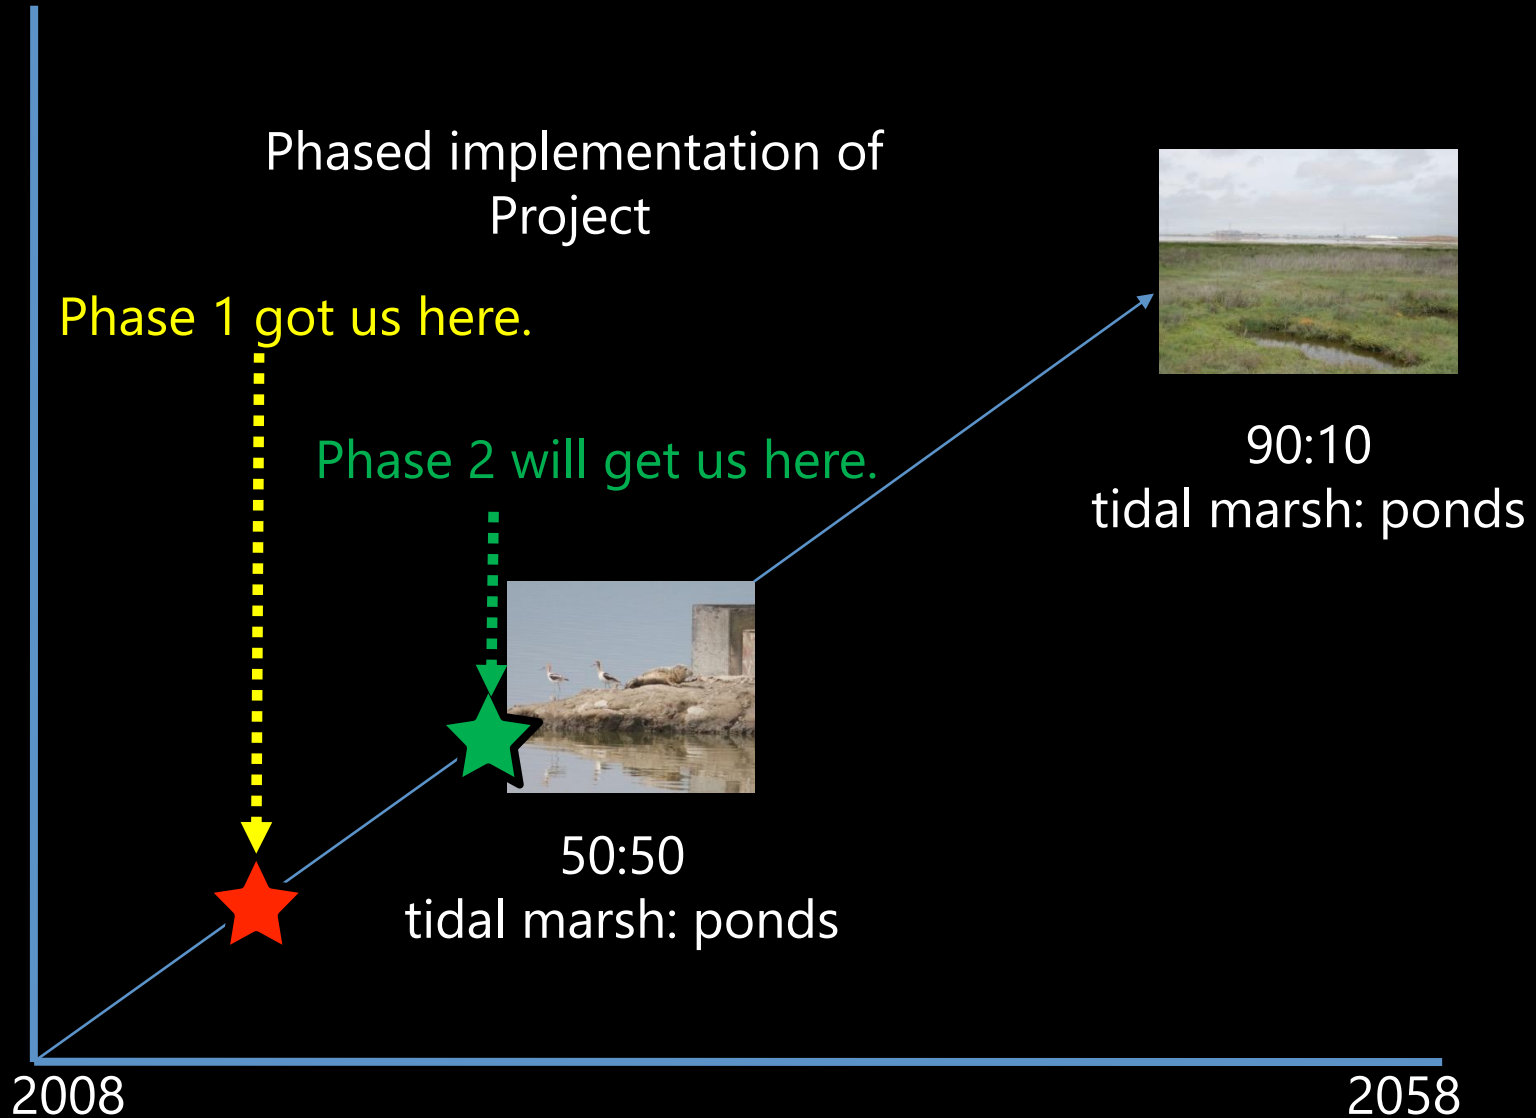 Phased implementation of
Project
Phase 1 got us here.
Phase 2 will get us here.
90:10
tidal marsh: ponds
50:50
tidal marsh: ponds
2008
2058